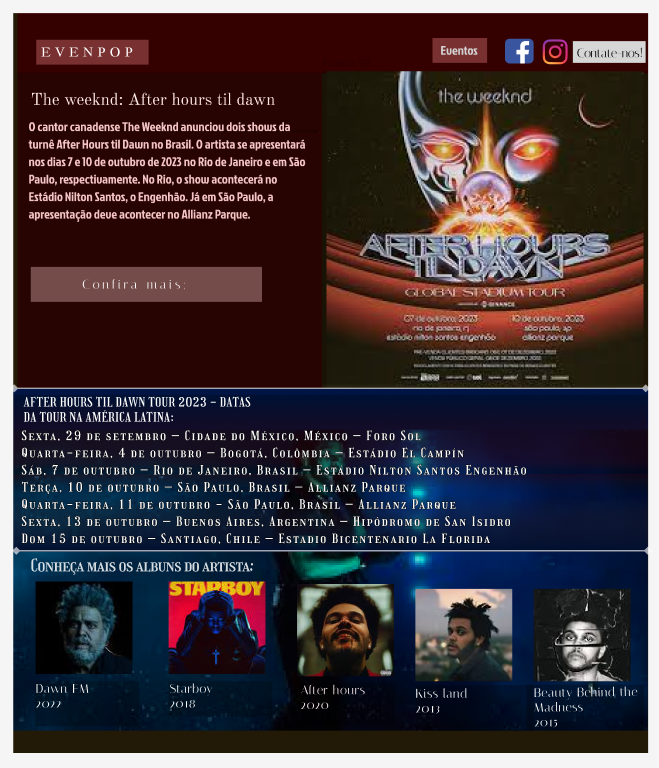 EVENPOP
Eventos
Contate-nos!
The weeknd: After hours til dawn
O cantor canadense The Weeknd anunciou dois shows da
turnê After Hours til Dawn no Brasil. O artista se apresentará
nos dias 7 e 10 de outubro de 2023 no Rio de Janeiro e em São
Paulo, respectivamente. No Rio, o show acontecerá no
Estádio Nilton Santos, o Engenhão. Já em São Paulo, a
apresentação deve acontecer no Allianz Parque.
Confira mais:
the weeknd
AFTER HOURS
TIL DAWN
GLOBAL STADIUM TOUR
BINANCE
07 de outubro, 2023
rio de janeiro, rj
estádio nilton santos engenhão
10 de outubro, 2023
são paulo, sp
allianz parque
AFTER HOURS TIL DAWN TOUR 2023 – DATAS
DA TOUR NA AMÉRICA LATINA:
Sexta, 29 de setembro – Cidade do México, México – Foro Sol
Quarta-feira, 4 de outubro – Bogotá, Colômbia – Estádio El Campín
Sáb, 7 de outubro – Rio de Janeiro, Brasil – Estádio Nilton Santos Engenhão
Terça, 10 de outubro – São Paulo, Brasil – Allianz Parque
Quarta-feira, 11 de outubro - São Paulo, Brasil – Allianz Parque
Sexta, 13 de outubro – Buenos Aires, Argentina – Hipódromo de San Isidro
Dom 15 de outubro – Santiago, Chile – Estadio Bicentenario La Florida
Conheça mais os albuns do artista:
STARBOY
Dawn FM
2022
Starboy
2018
After hours
2020
Kiss land
2013
Beauty Behind the
Madness
2015